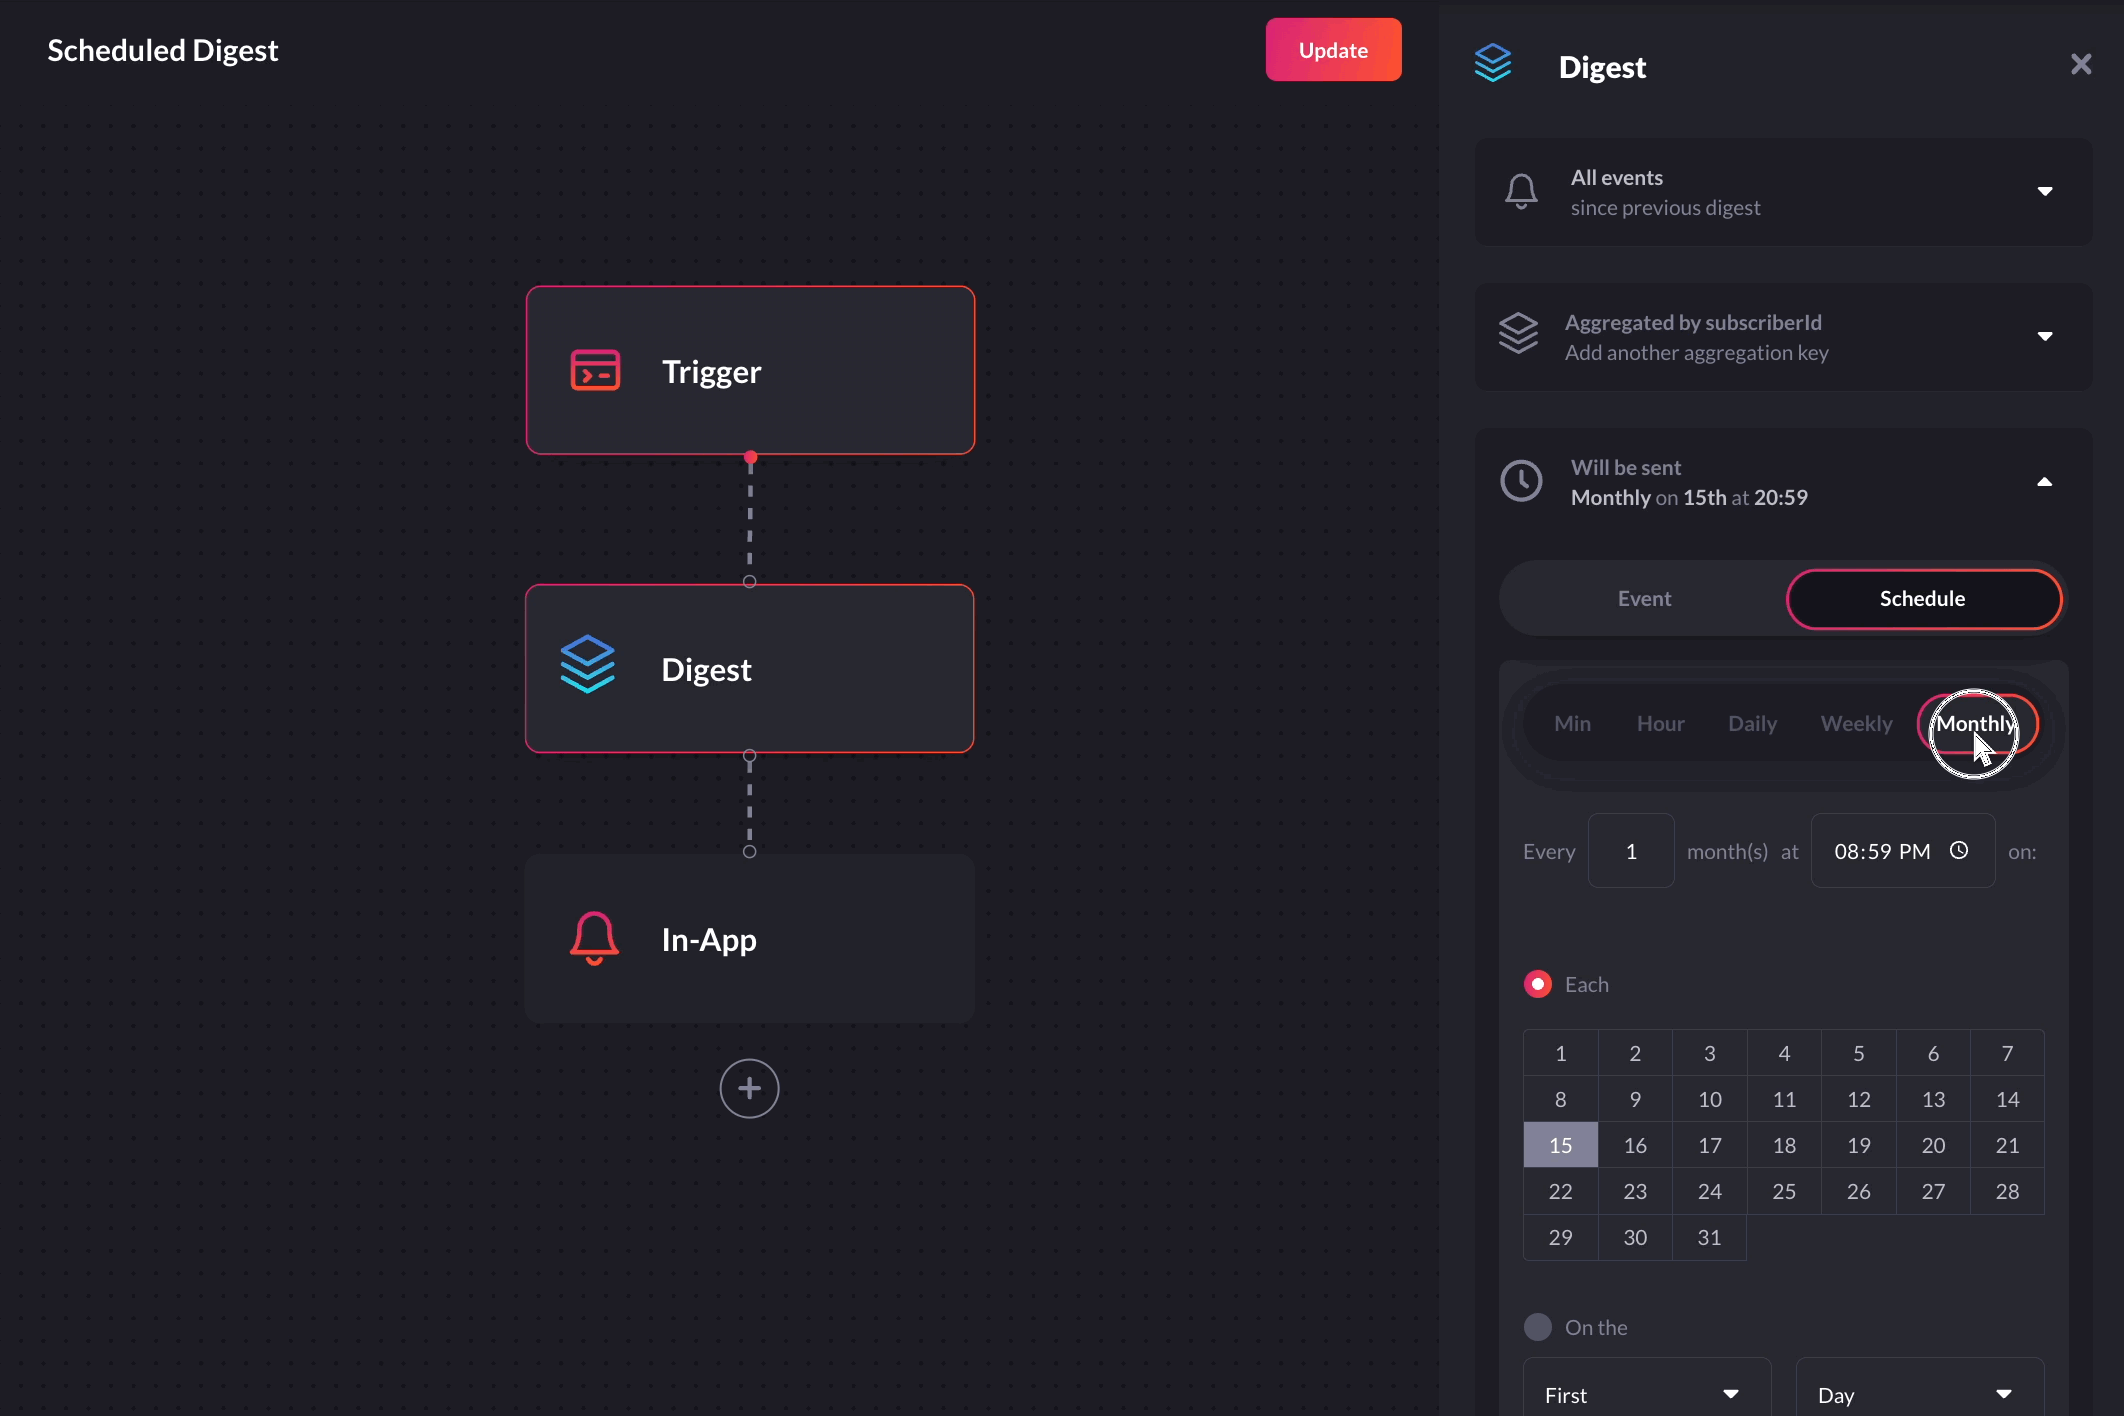 Scheduled Digest
Update
Trigger
Digest
In-App
Digest
All events
since previous digest
Aggregated by subscriberId
Add another aggregation key
Will be sent
Monthly on 15th at 20:59
Event Schedule
Min Hour Daily Weekly Monthly
Every 1 month(s) at 08:59 PM on:
Each
1 2 3 4 5 6 7
8 9 10 11 12 13 14
15 16 17 18 19 20 21
22 23 24 25 26 27 28
29 30 31
On the
First Day